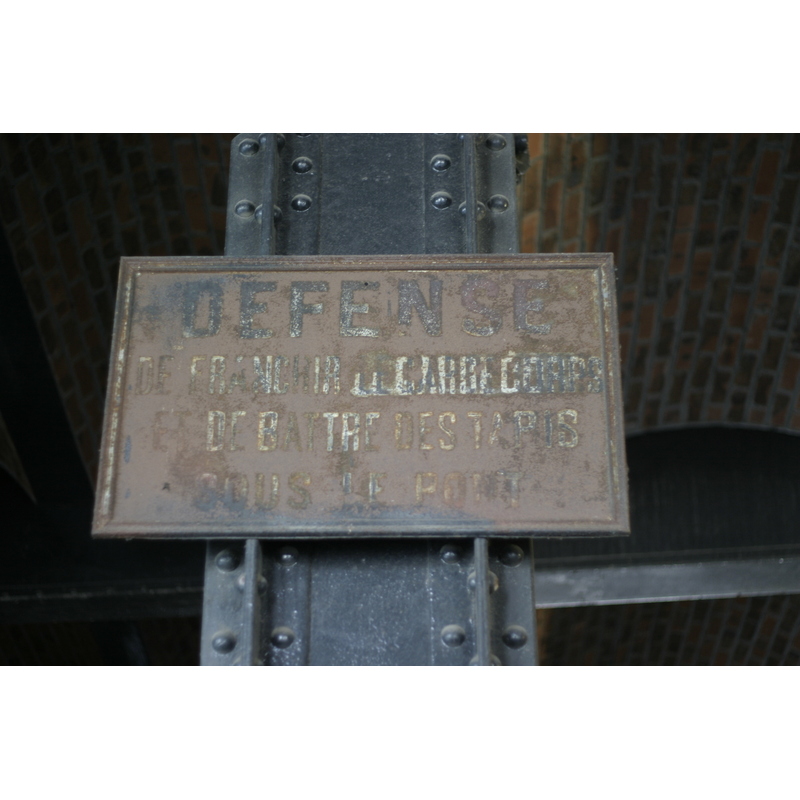 DEFENSE
DE FRANCHIR LE GARDE CORPS
ET DE BATTRE DES TAPIS
SOUS LE PONT